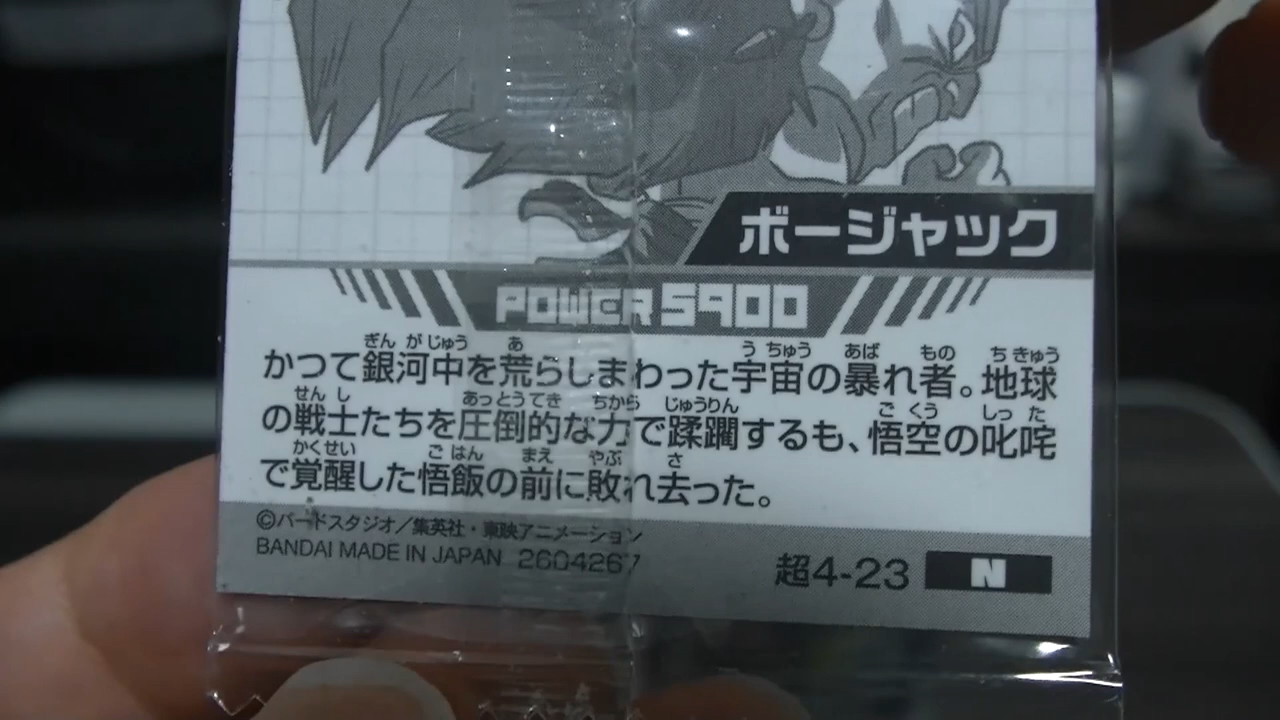 ボージャック
POWER 5900
かつて銀河中を荒らしまわった宇宙の暴れ者。地球
の戦士たちを圧倒的な力で蹂躙するも、悟空の叱咤
で覚醒した悟飯の前に敗れ去った。
©バードスタジオ／集英社・東映アニメーション
BANDAI MADE IN JAPAN 2604267
超4-23 N